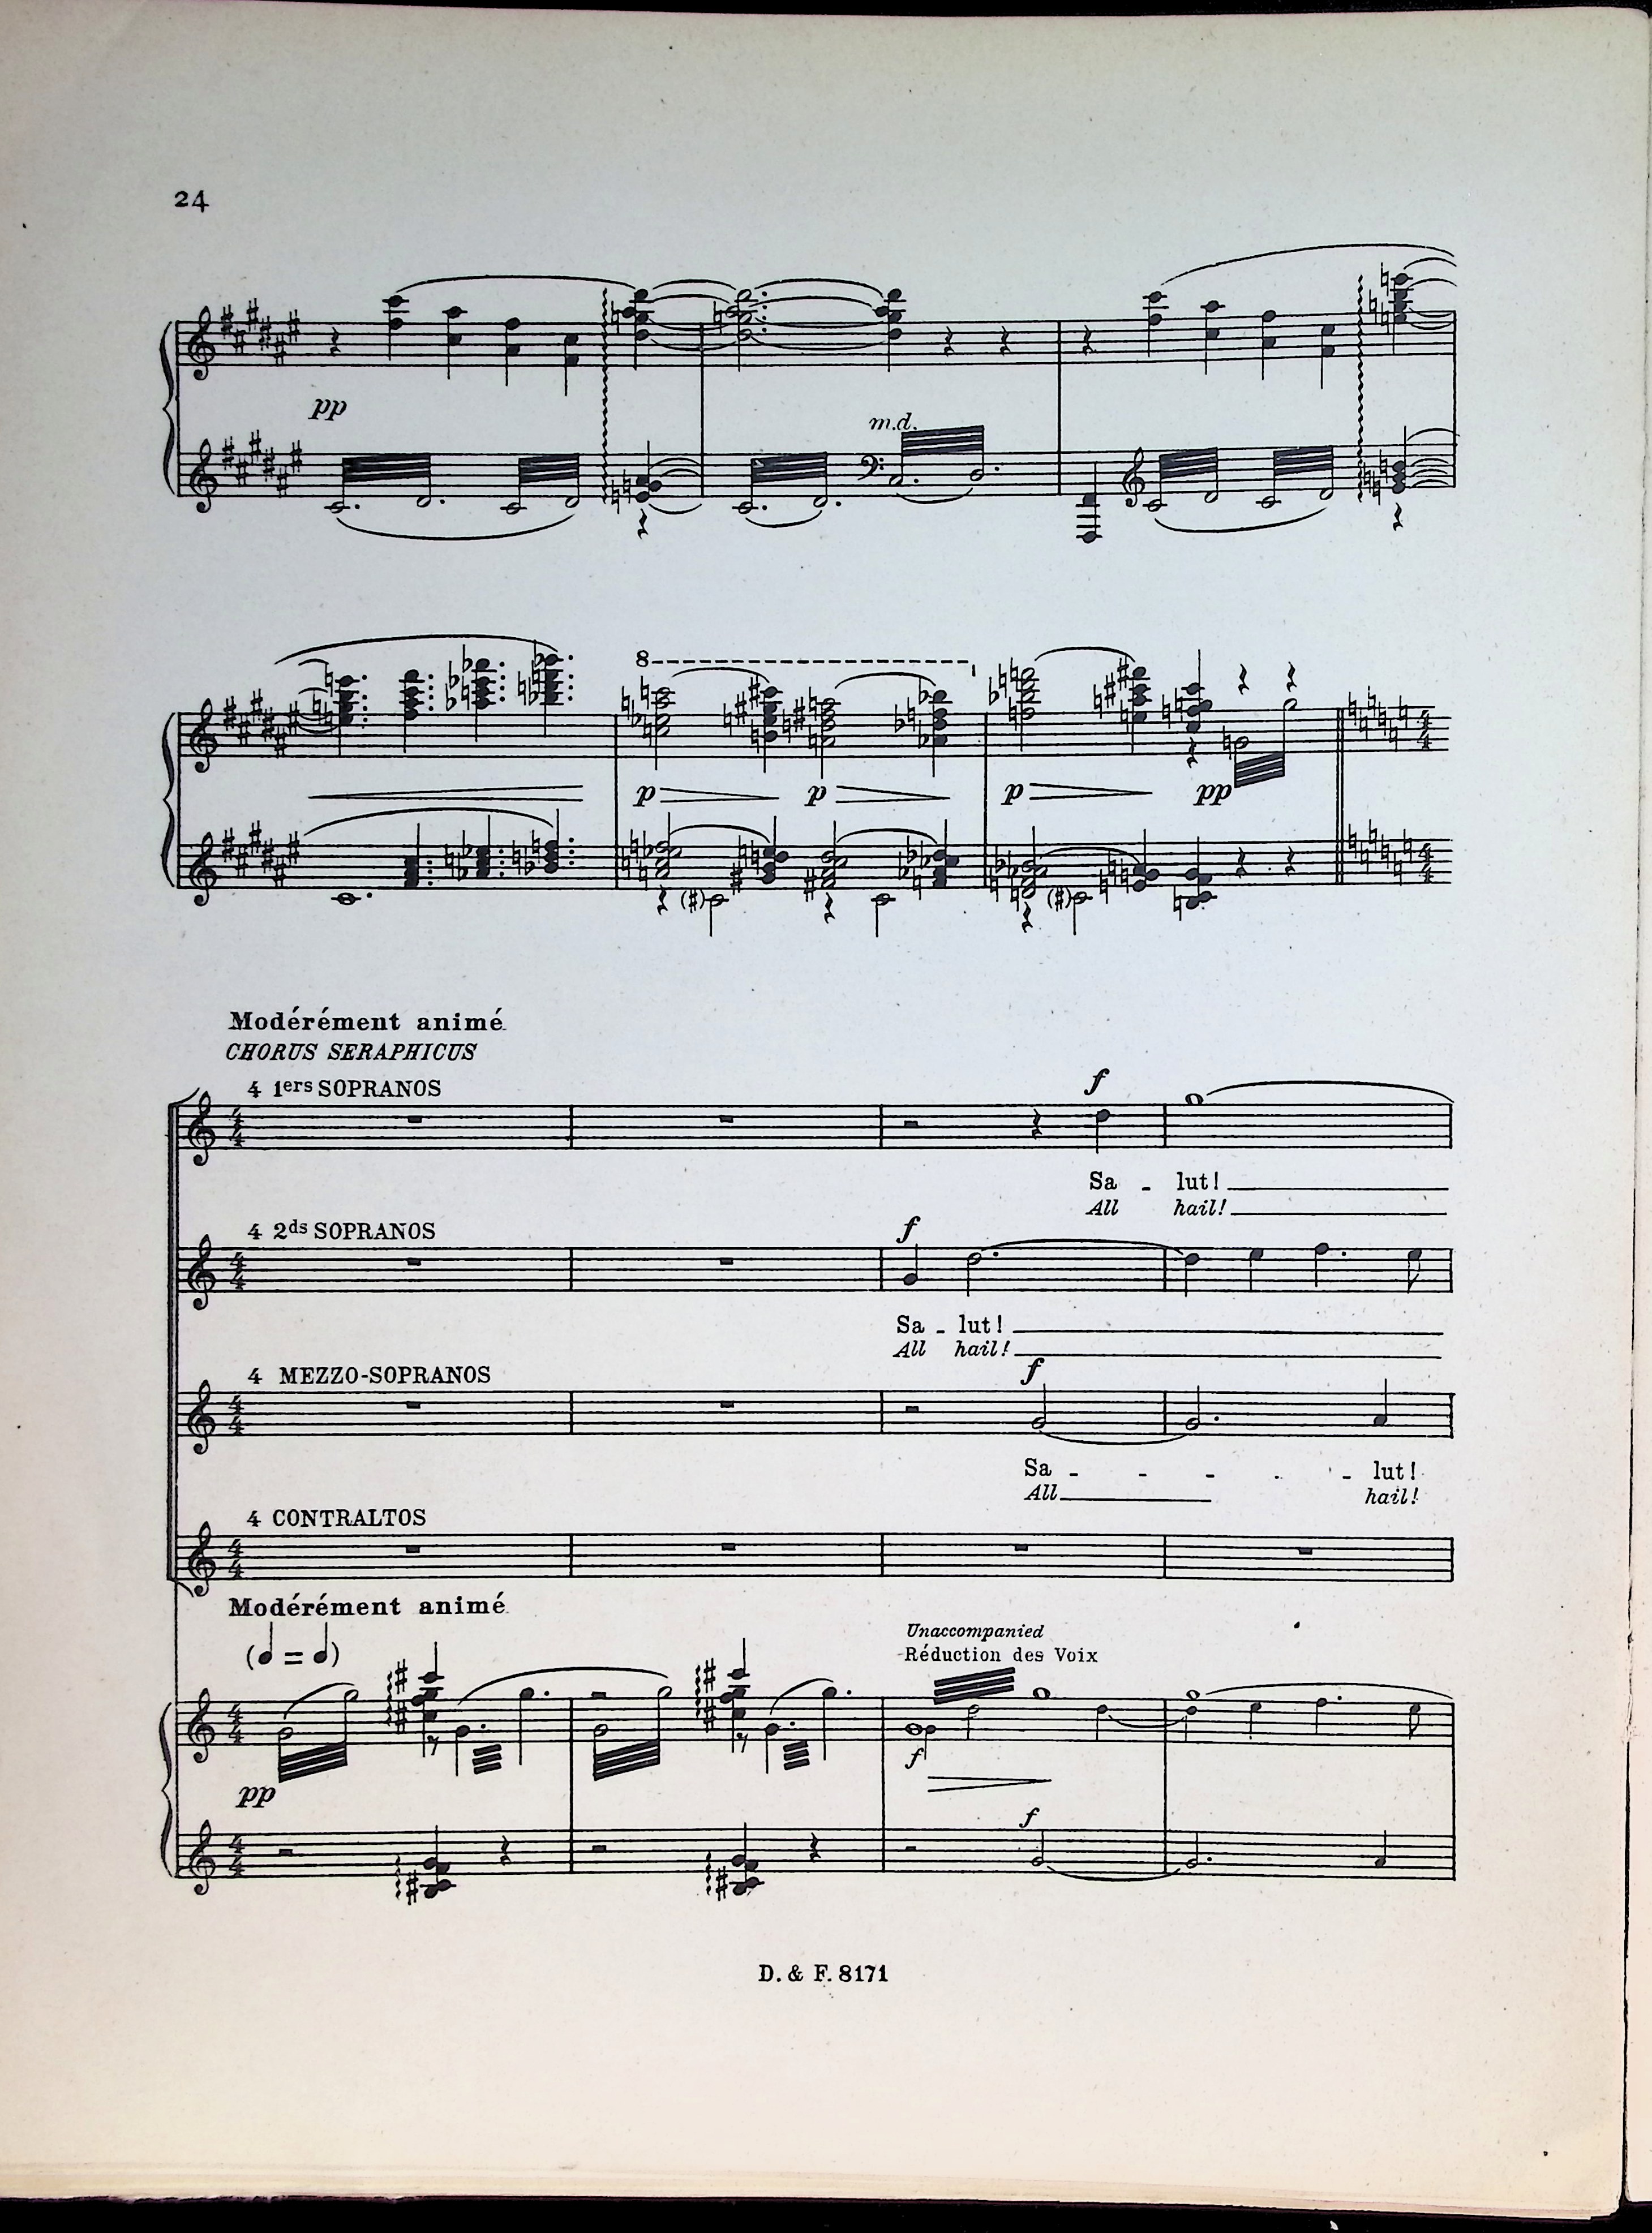 24
pp
m.d.
8
p p p pp
Modérément animé
CHORUS SERAPHICUS
4 1ers SOPRANOS
f
Sa - lut!
All hail!
4 2ds SOPRANOS
f
Sa - lut!
All hail!
4 MEZZO-SOPRANOS
f
Sa - - - - - lut!
All hail!
4 CONTRALTOS
Modérément animé
Unaccompanied
Réduction des Voix
pp
f
f
D. & F. 8171